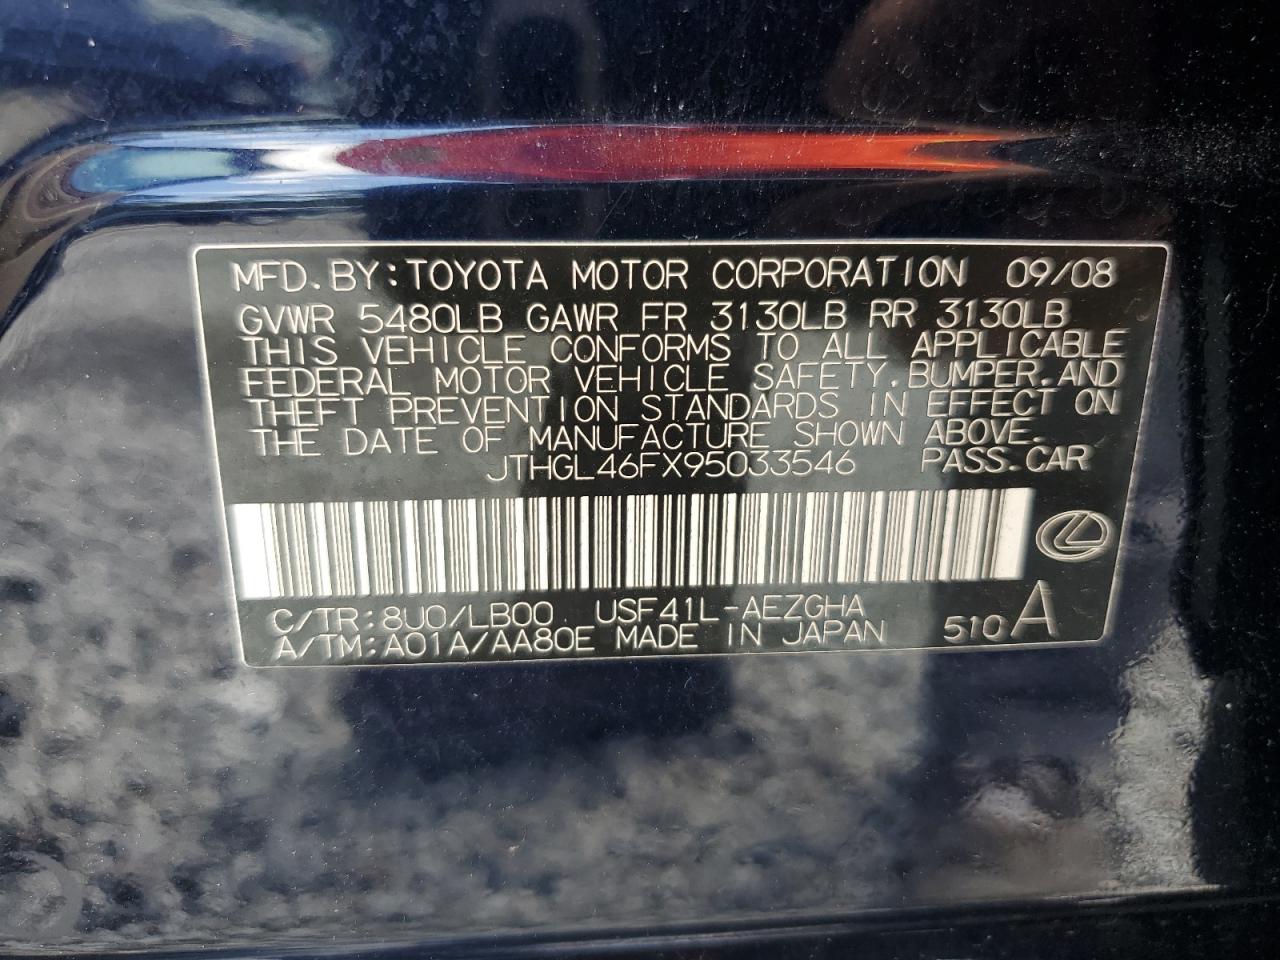 MFD. BY: TOYOTA MOTOR CORPORATION 09/08
GVWR 5480LB GAWR FR 3130LB RR 3130LB
THIS VEHICLE CONFORMS TO ALL APPLICABLE
FEDERAL MOTOR VEHICLE SAFETY, BUMPER, AND
THEFT PREVENTION STANDARDS IN EFFECT ON
THE DATE OF MANUFACTURE SHOWN ABOVE.
JTHGL46FX95033546 PASS. CAR
C/TR: 8U0/LB00 USF41L-AEZGHA
A/TM: A01A/AA80E MADE IN JAPAN 510 A